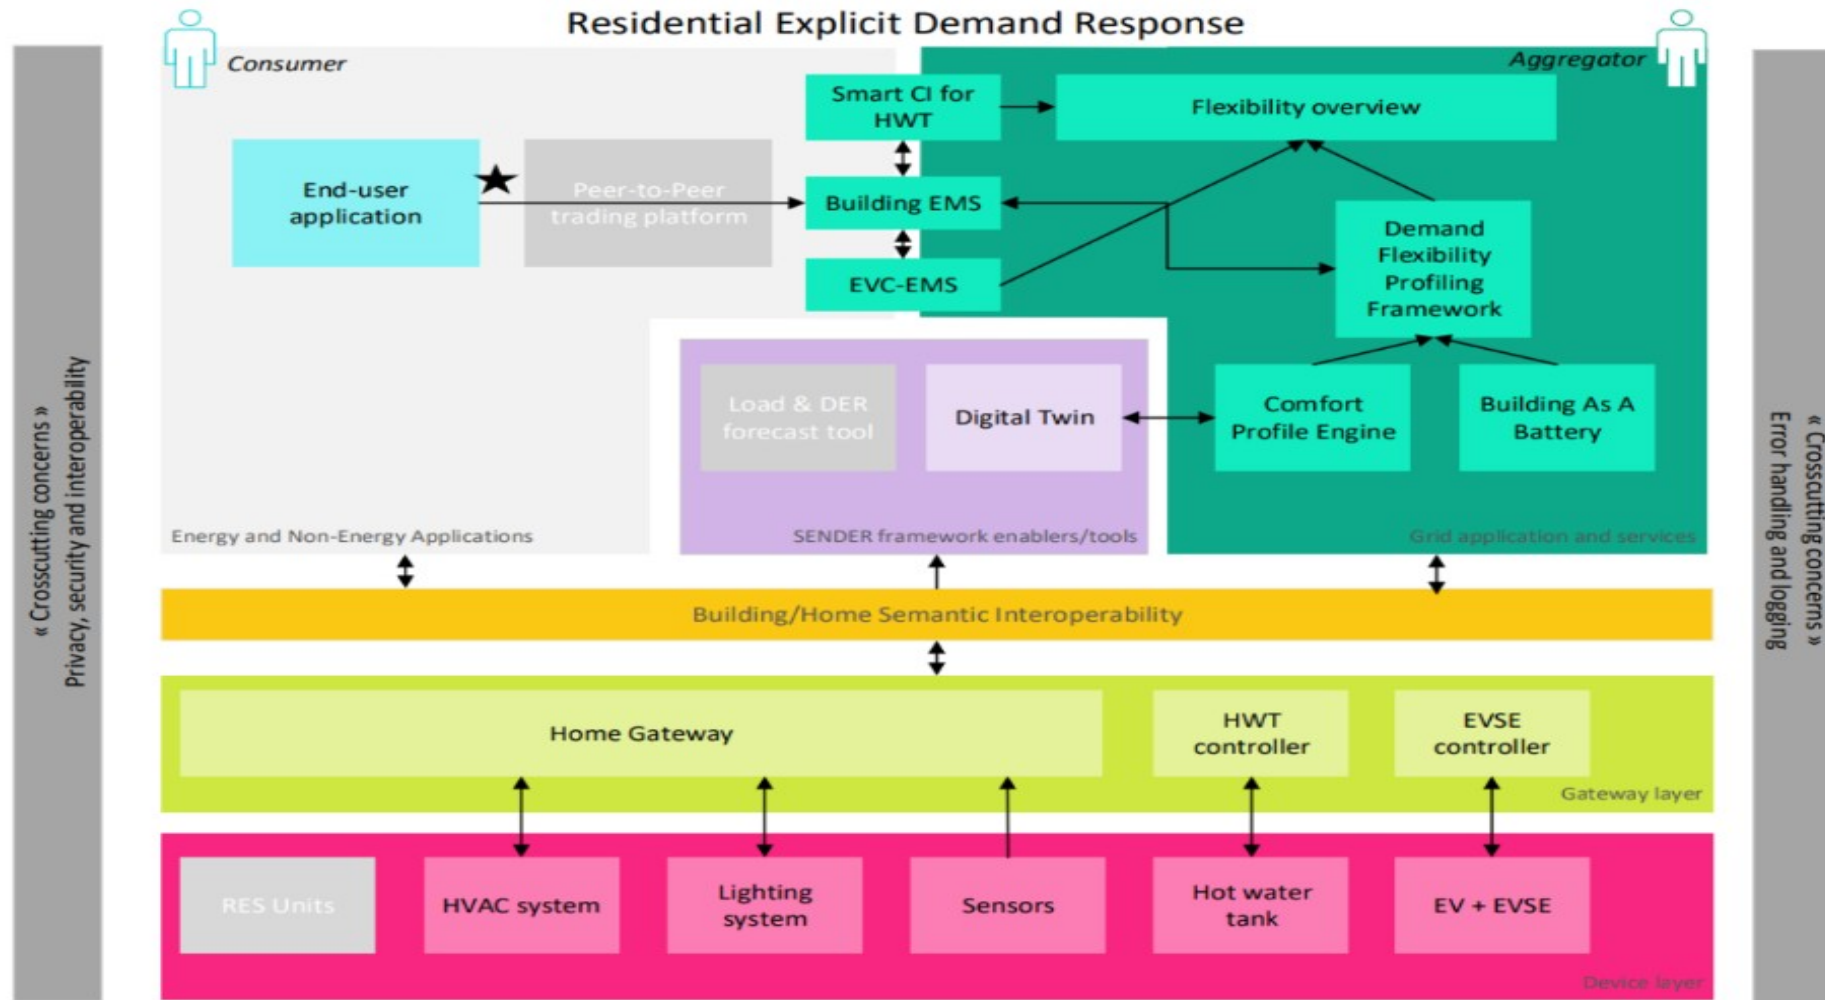 Residential Explicit Demand Response
Consumer
Aggregator
Smart CI for
HWT
Flexibility overview
End-user
application
Peer-to-Peer
trading platform
Building EMS
EVC-EMS
Demand
Flexibility
Profiling
Framework
Load & DER
forecast tool
Digital Twin
Comfort
Profile Engine
Building As A
Battery
Energy and Non-Energy Applications
SENDER framework enablers/tools
Grid application and services
« Crosscutting concerns »
Privacy, security and interoperability
« Crosscutting concerns »
Error handling and logging
Building/Home Semantic Interoperability
Home Gateway
HWT
controller
EVSE
controller
Gateway layer
RES Units
HVAC system
Lighting
system
Sensors
Hot water
tank
EV + EVSE
Device layer